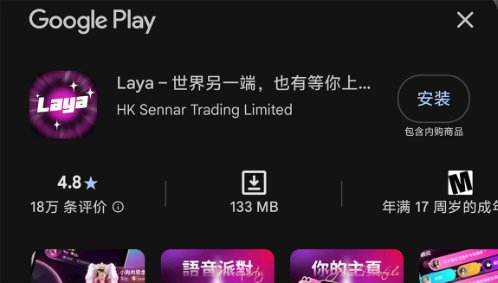 Google Play
Laya
Laya – 世界另一端，也有等你上...
HK Sennar Trading Limited
安装
包含内购商品
4.8★
18万 条评价
133 MB
年满 17 周岁的成年
語音派對
你的主頁